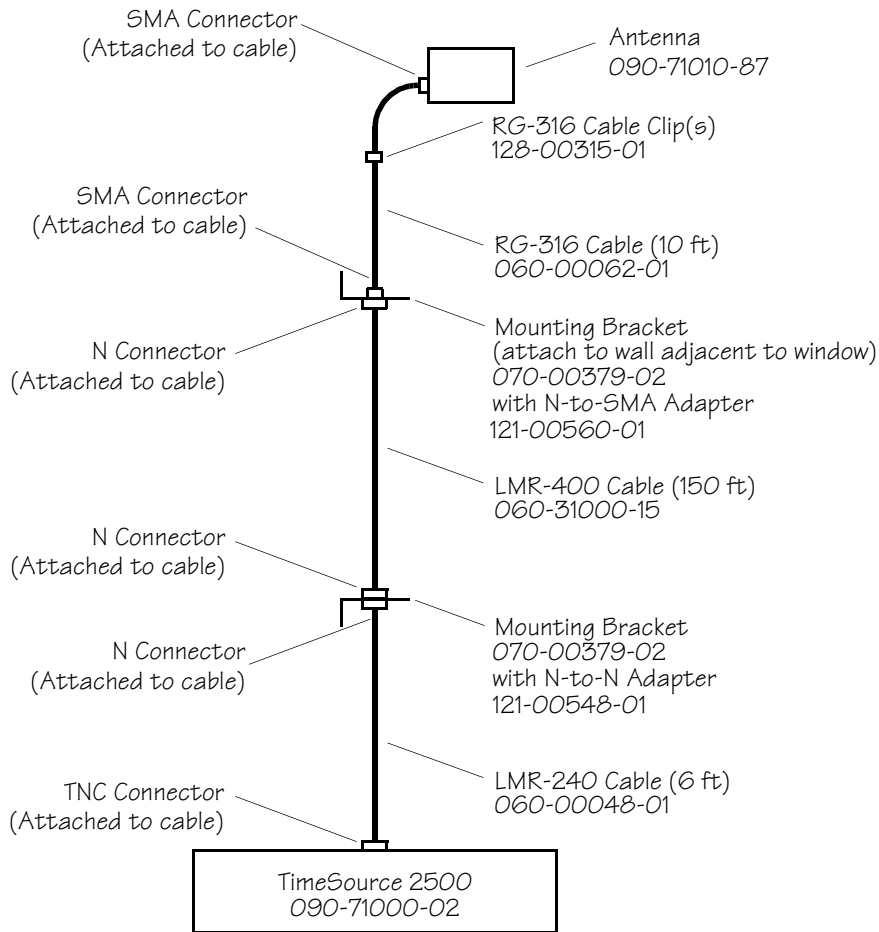 SMA Connector
(Attached to cable)
Antenna
090-71010-87
RG-316 Cable Clip(s)
128-00315-01
SMA Connector
(Attached to cable)
RG-316 Cable (10 ft)
060-00062-01
N Connector
(Attached to cable)
Mounting Bracket
(attach to wall adjacent to window)
070-00379-02
with N-to-SMA Adapter
121-00560-01
LMR-400 Cable (150 ft)
060-31000-15
N Connector
(Attached to cable)
N Connector
(Attached to cable)
Mounting Bracket
070-00379-02
with N-to-N Adapter
121-00548-01
LMR-240 Cable (6 ft)
060-00048-01
TNC Connector
(Attached to cable)
TimeSource 2500
090-71000-02